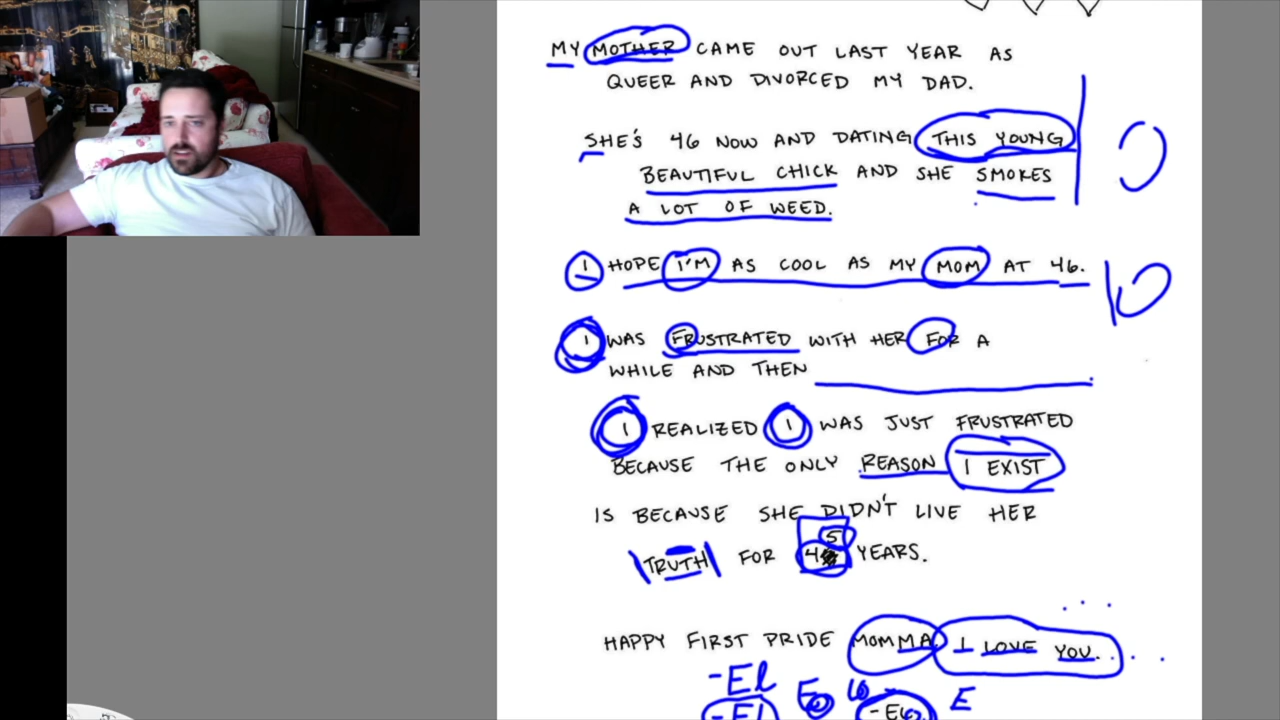 MY MOTHER CAME OUT LAST YEAR AS
QUEER AND DIVORCED MY DAD.
SHE'S 46 NOW AND DATING THIS YOUNG
BEAUTIFUL CHICK AND SHE SMOKES
A LOT OF WEED.
I HOPE I'M AS COOL AS MY MOM AT 46.
I WAS FRUSTRATED WITH HER FOR A
WHILE AND THEN
I REALIZED I WAS JUST FRUSTRATED
BECAUSE THE ONLY REASON I EXIST
IS BECAUSE SHE DIDN'T LIVE HER
5
TRUTH FOR 4 YEARS.
HAPPY FIRST PRIDE MOMMA. I LOVE YOU.
-El
E
-El